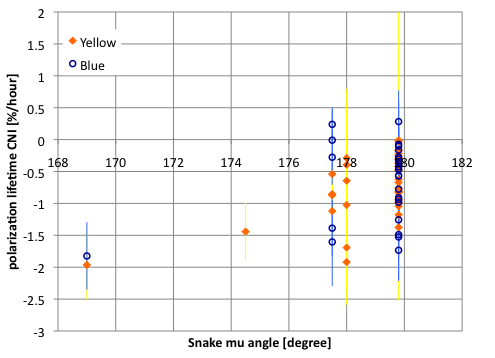 2
1.5
Yellow
1
Blue
0.5
0
168 170 172 174 176 178 180 182
-0.5
-1
-1.5
-2
-2.5
-3
polarization lifetime CNI [%/hour]
Snake mu angle [degree]